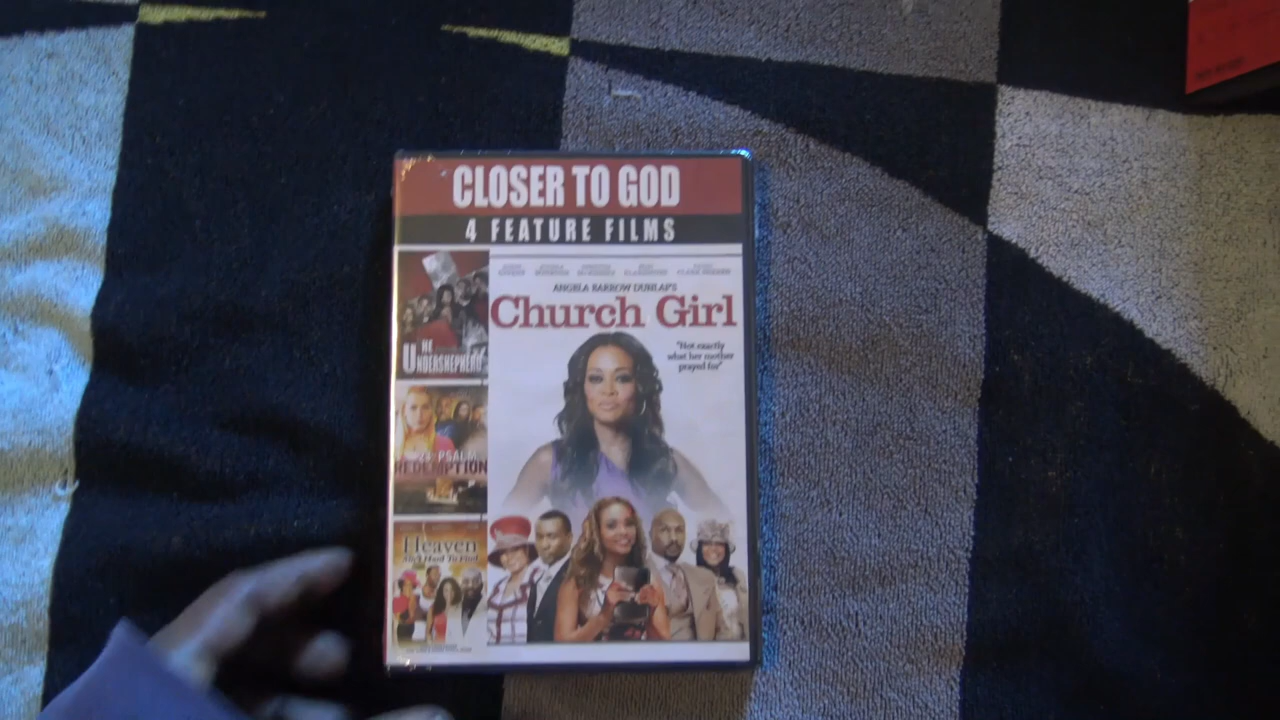 CLOSER TO GOD
4 FEATURE FILMS
ANGELA BARROW DUNLAP'S
Church Girl
"Not exactly
what her mother
prayed for"
THE
UNDERSHEPHERD
23RD PSALM
REDEMPTION
Heaven
Ain't Hard To Find